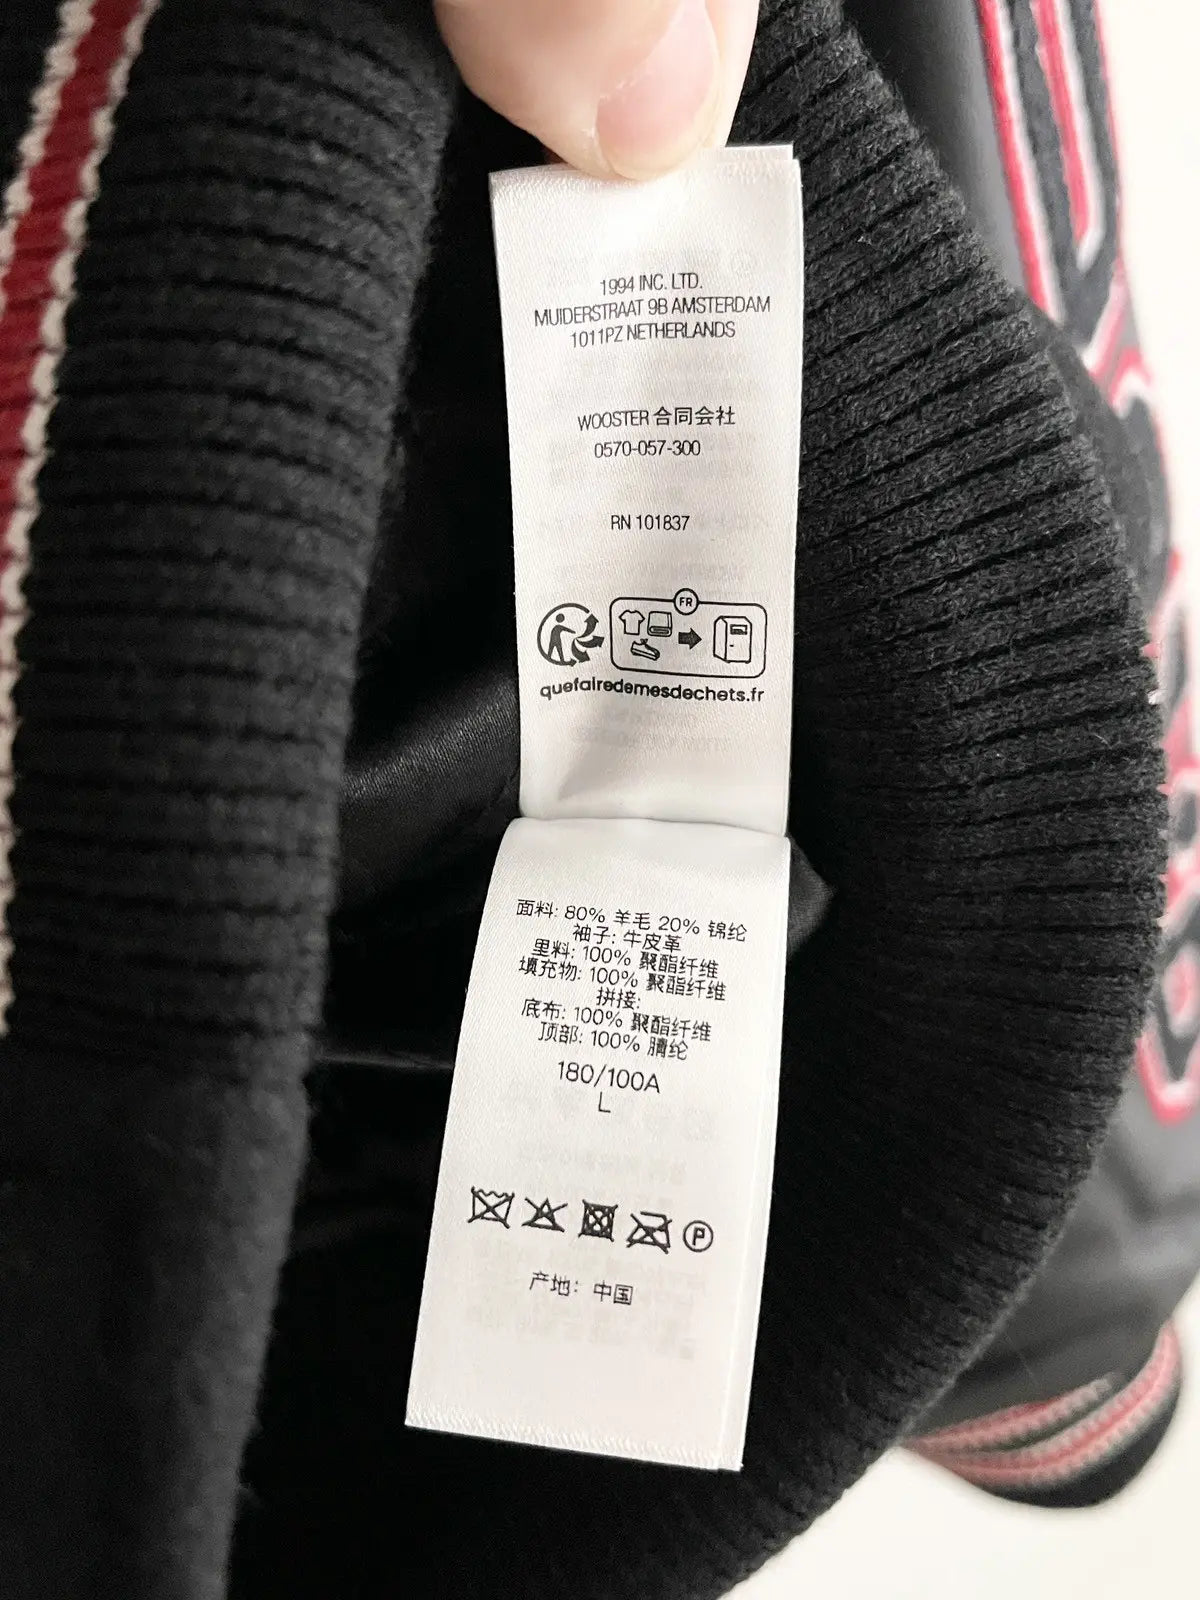 1994 INC. LTD.
MUIDERSTRAAT 9B AMSTERDAM
1011PZ NETHERLANDS
WOOSTER 合同会社
0570-057-300
RN 101837
FR
quefairedemesdechets.fr
面料: 80% 羊毛 20% 锦纶
袖子: 牛皮革
里料: 100% 聚酯纤维
填充物: 100% 聚酯纤维
拼接:
底布: 100% 聚酯纤维
顶部: 100% 腈纶
180/100A
L
P
产地: 中国